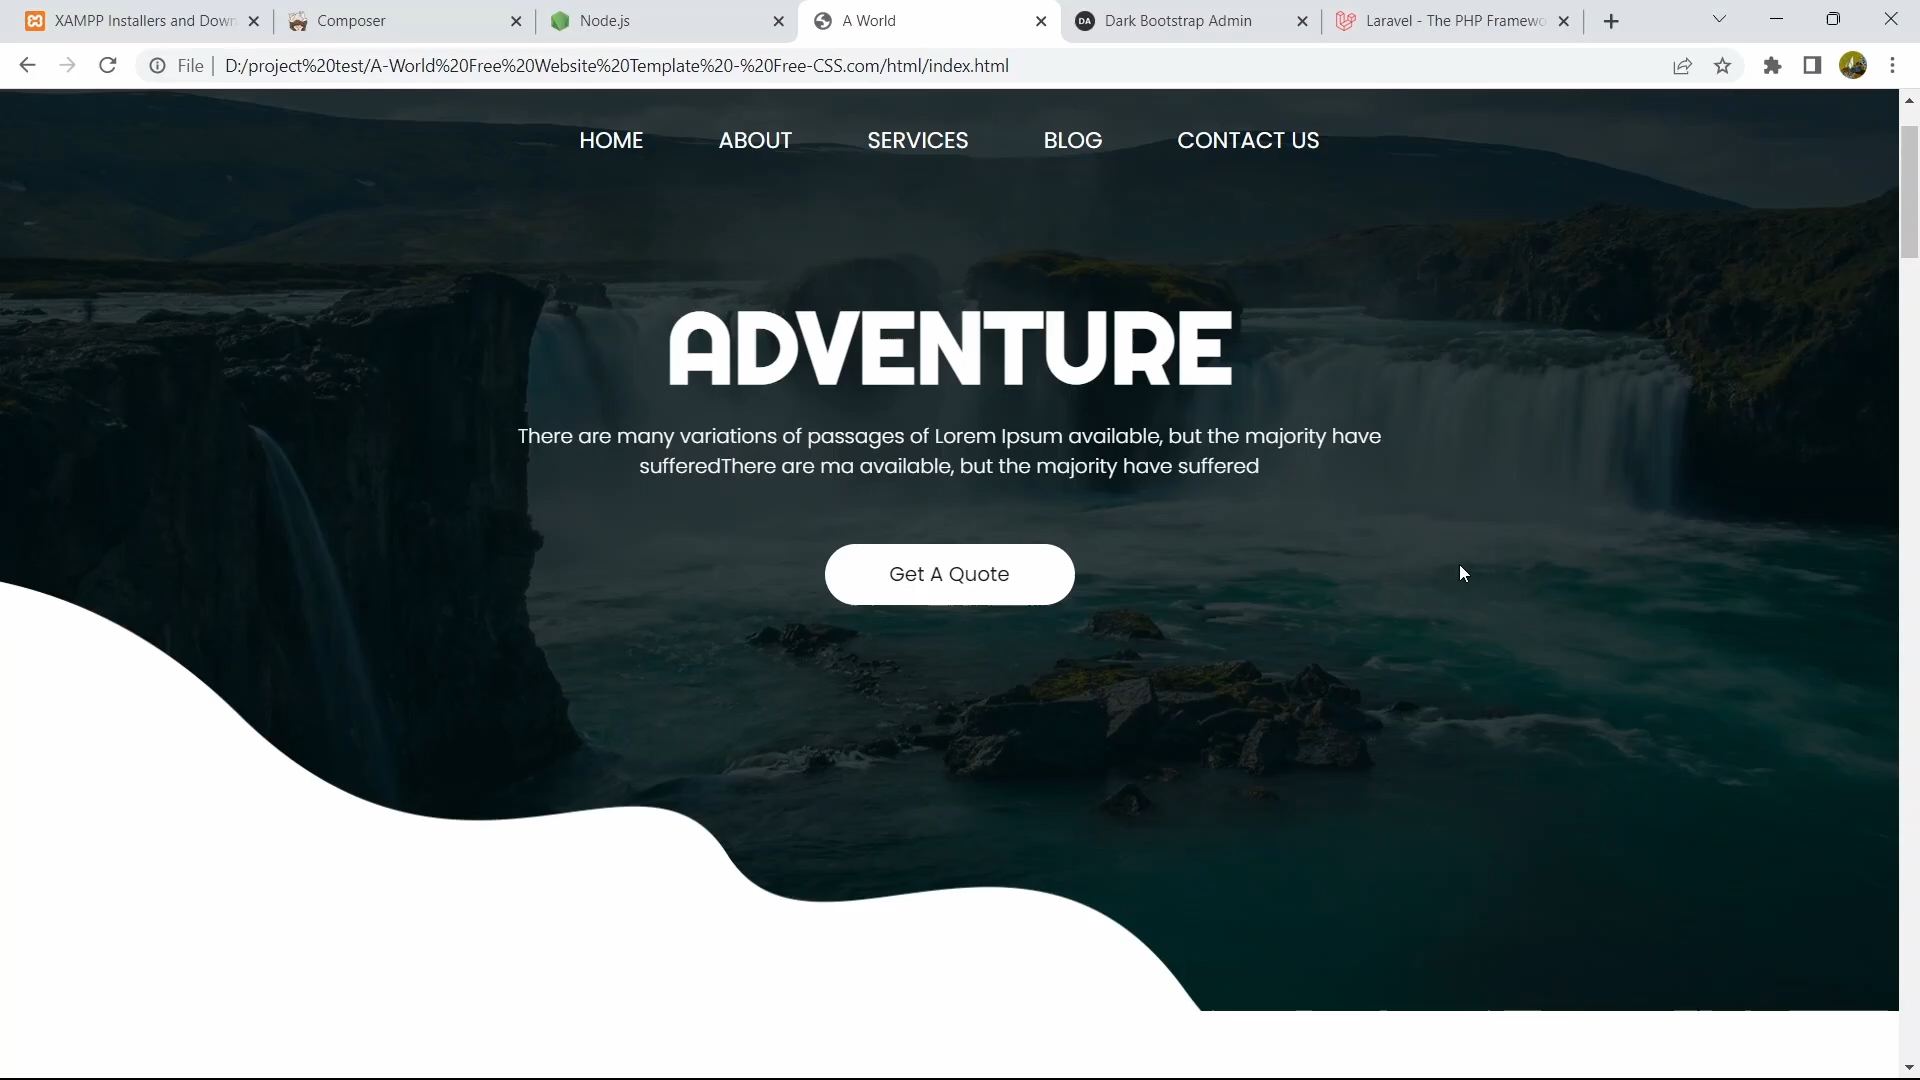 XAMPP Installers and Down
Composer
Node.js
A World
DA
Dark Bootstrap Admin
Laravel - The PHP Framewo
File
D:/project%20test/A-World%20Free%20Website%20Template%20-%20Free-CSS.com/html/index.html
HOME ABOUT SERVICES BLOG CONTACT US
ADVENTURE
There are many variations of passages of Lorem Ipsum available, but the majority have
sufferedThere are ma available, but the majority have suffered
Get A Quote